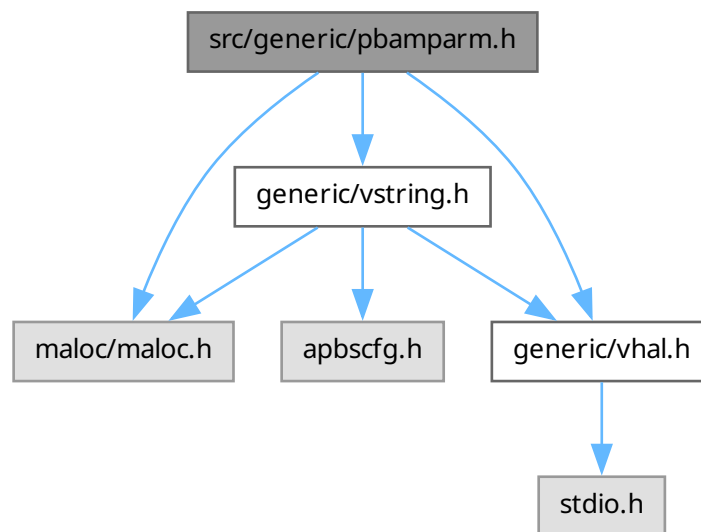 src/generic/pbamparm.h
generic/vstring.h
maloc/maloc.h
apbscfg.h
generic/vhal.h
stdio.h